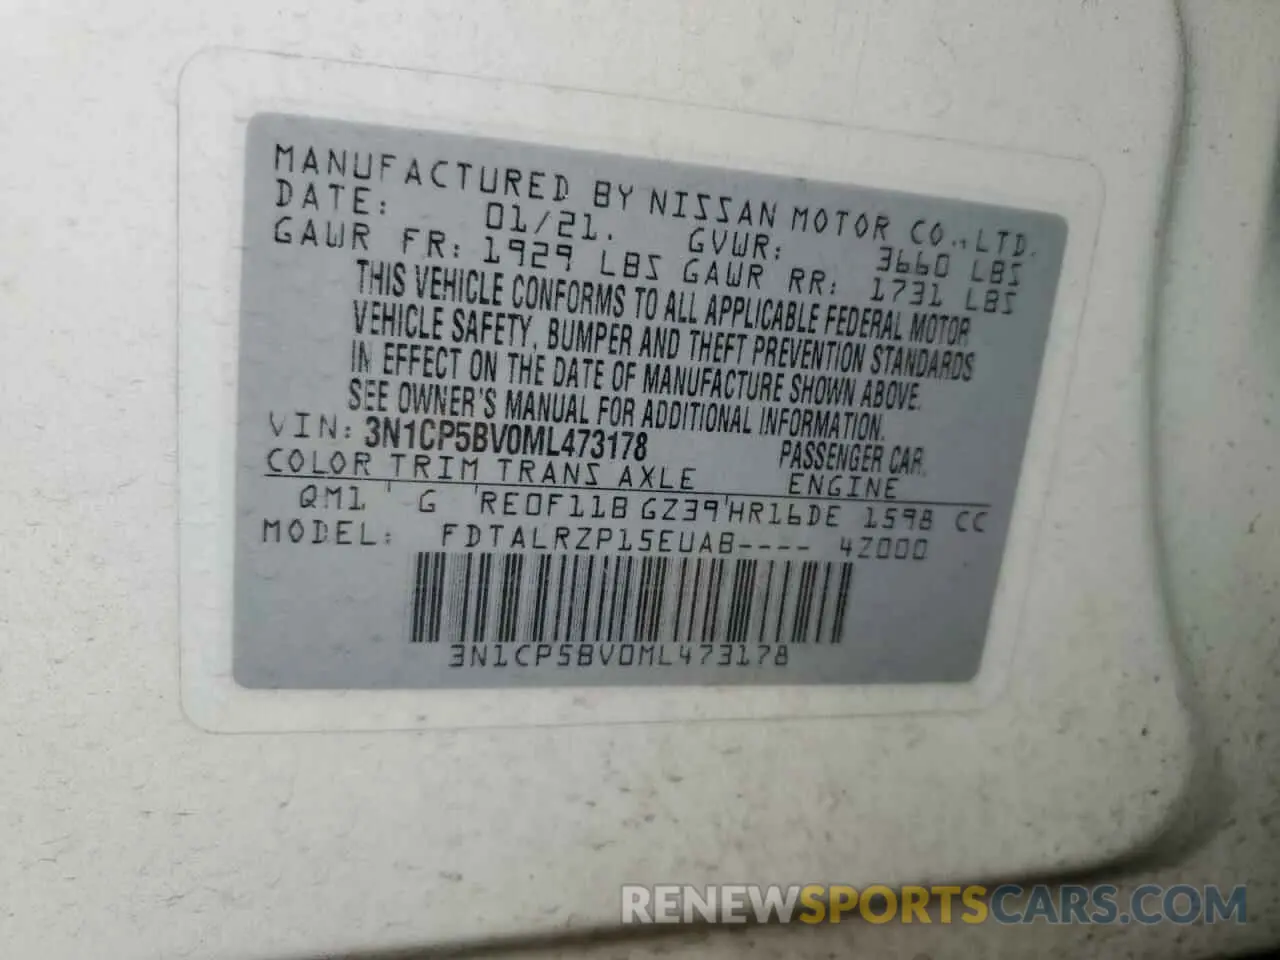 MANUFACTURED BY NISSAN MOTOR CO., LTD.
DATE: 01/21. GVWR: 3660 LBS
GAWR FR: 1929 LBS GAWR RR: 1731 LBS
THIS VEHICLE CONFORMS TO ALL APPLICABLE FEDERAL MOTOR
VEHICLE SAFETY, BUMPER AND THEFT PREVENTION STANDARDS
IN EFFECT ON THE DATE OF MANUFACTURE SHOWN ABOVE.
SEE OWNER'S MANUAL FOR ADDITIONAL INFORMATION.
VIN: 3N1CP5BV0ML473178 PASSENGER CAR.
COLOR TRIM TRANS AXLE ENGINE
QM1 ' G 'RE0F11B GZ39'HR16DE 1598 CC
MODEL: FDTALRZP15EUAB---- 4Z000
3N1CP5BV0ML473178
RENEWSPORTSCARS.COM